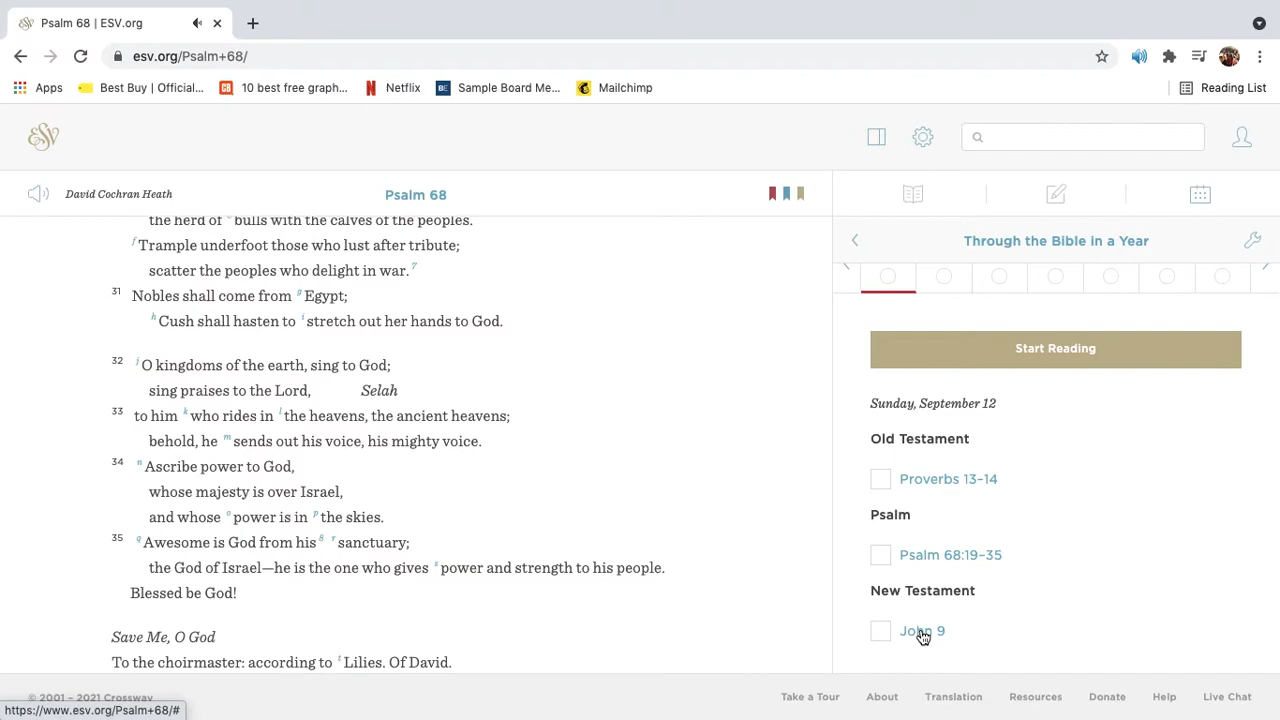 Psalm 68 | ESV.org
esv.org/Psalm+68/
Apps Best Buy | Official... 10 best free graph... Netflix Sample Board Me... Mailchimp Reading List
ESV
David Cochran Heath Psalm 68
Through the Bible in a Year
the herd of bulls with the calves of the peoples.
f Trample underfoot those who lust after tribute;
scatter the peoples who delight in war. 7
31 Nobles shall come from g Egypt;
h Cush shall hasten to i stretch out her hands to God.
32 j O kingdoms of the earth, sing to God;
sing praises to the Lord, Selah
33 to him k who rides in l the heavens, the ancient heavens;
behold, he m sends out his voice, his mighty voice.
34 n Ascribe power to God,
whose majesty is over Israel,
and whose o power is in p the skies.
35 q Awesome is God from his 8 r sanctuary;
the God of Israel—he is the one who gives s power and strength to his people.
Blessed be God!
Save Me, O God
To the choirmaster: according to t Lilies. Of David.
Start Reading
Sunday, September 12
Old Testament
Proverbs 13–14
Psalm
Psalm 68:19–35
New Testament
John 9
© 2001 – 2021 Crossway
Take a Tour About Translation Resources Donate Help Live Chat
https://www.esv.org/Psalm+68/#